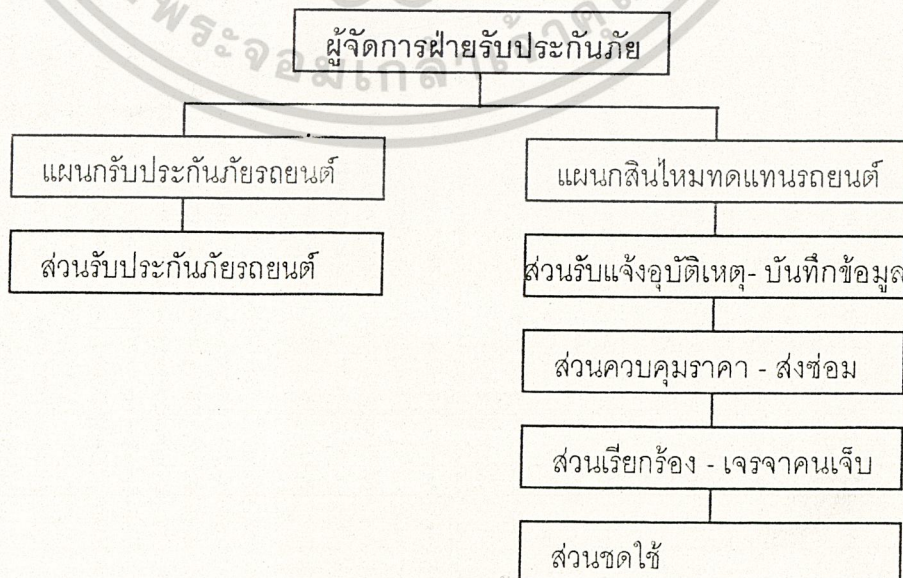 ผู้จัดการฝ่ายรับประกันภัย
แผนกรับประกันภัยรถยนต์
แผนกสินไหมทดแทนรถยนต์
ส่วนรับประกันภัยรถยนต์
ส่วนรับแจ้งอุบัติเหตุ- บันทึกข้อมูล
ส่วนควบคุมราคา - ส่งซ่อม
ส่วนเรียกร้อง - เจรจาคนเจ็บ
ส่วนชดใช้